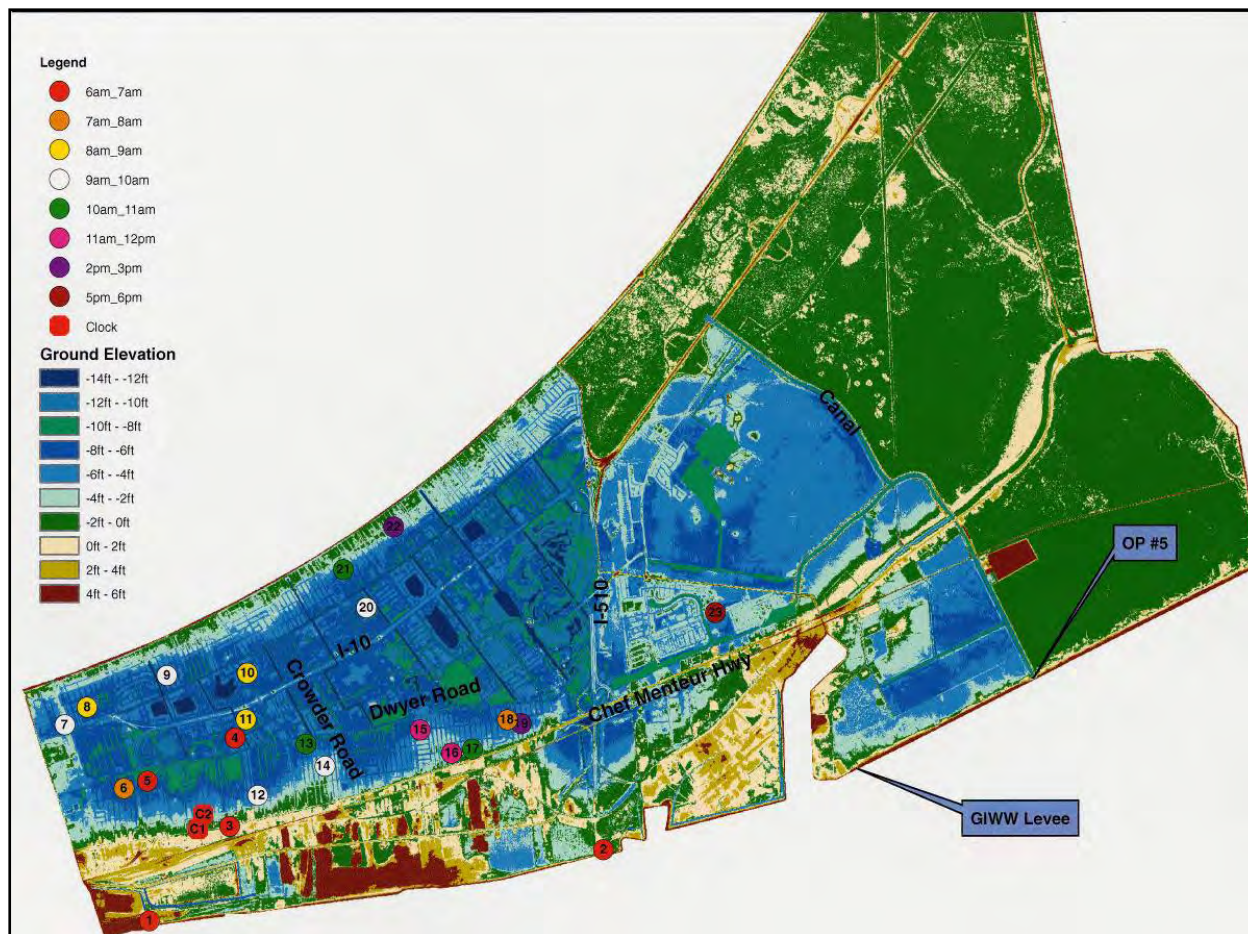 Legend
6am_7am
7am_8am
8am_9am
9am_10am
10am_11am
11am_12pm
2pm_3pm
5pm_6pm
Clock
Ground Elevation
-14ft - -12ft
-12ft - -10ft
-10ft - -8ft
-8ft - -6ft
-6ft - -4ft
-4ft - -2ft
-2ft - 0ft
0ft - 2ft
2ft - 4ft
4ft - 6ft
Canal
OP #5
22
21
20
I-10
I-510
23
9
10
Crowder Road
Dwyer Road
Chef Menteur Hwy
8
7
11
4
18
19
15
13
16
17
14
5
6
12
C2
C1
3
GIWW Levee
2
1